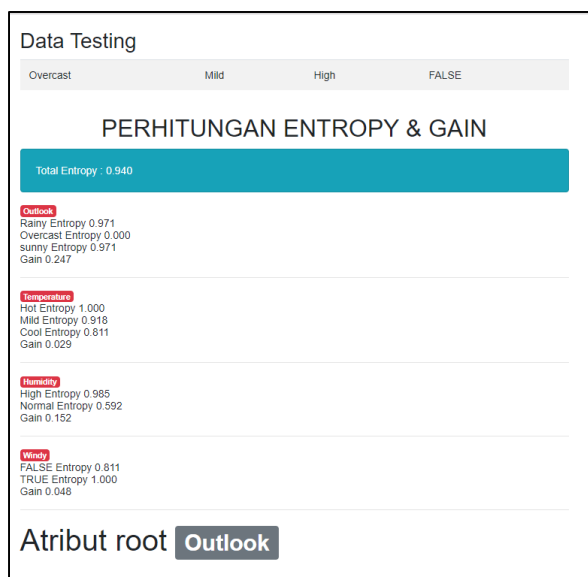 Data Testing
Overcast Mild High FALSE
PERHITUNGAN ENTROPY & GAIN
Total Entropy : 0.940
Outlook
Rainy Entropy 0.971
Overcast Entropy 0.000
sunny Entropy 0.971
Gain 0.247
Temperature
Hot Entropy 1.000
Mild Entropy 0.918
Cool Entropy 0.811
Gain 0.029
Humidity
High Entropy 0.985
Normal Entropy 0.592
Gain 0.152
Windy
FALSE Entropy 0.811
TRUE Entropy 1.000
Gain 0.048
Atribut root Outlook